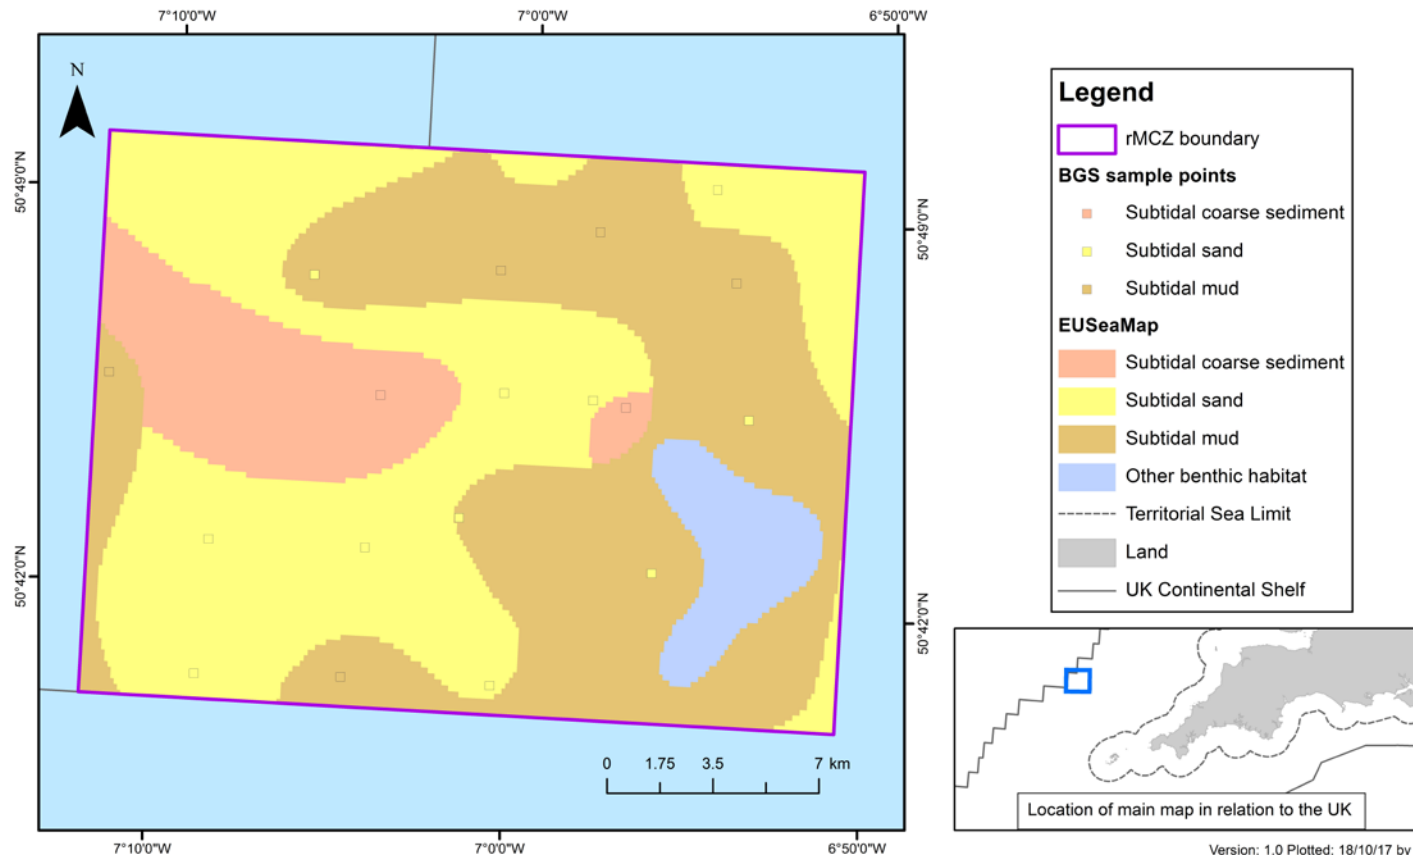 7°10'0"W
7°0'0"W
6°50'0"W
N
50°49'0"N
50°49'0"N
50°42'0"N
50°42'0"N
0
1.75
3.5
7 km
7°10'0"W
7°0'0"W
6°50'0"W
Legend
rMCZ boundary
BGS sample points
Subtidal coarse sediment
Subtidal sand
Subtidal mud
EUSeaMap
Subtidal coarse sediment
Subtidal sand
Subtidal mud
Other benthic habitat
Territorial Sea Limit
Land
UK Continental Shelf
Location of main map in relation to the UK
Version: 1.0 Plotted: 18/10/17 by